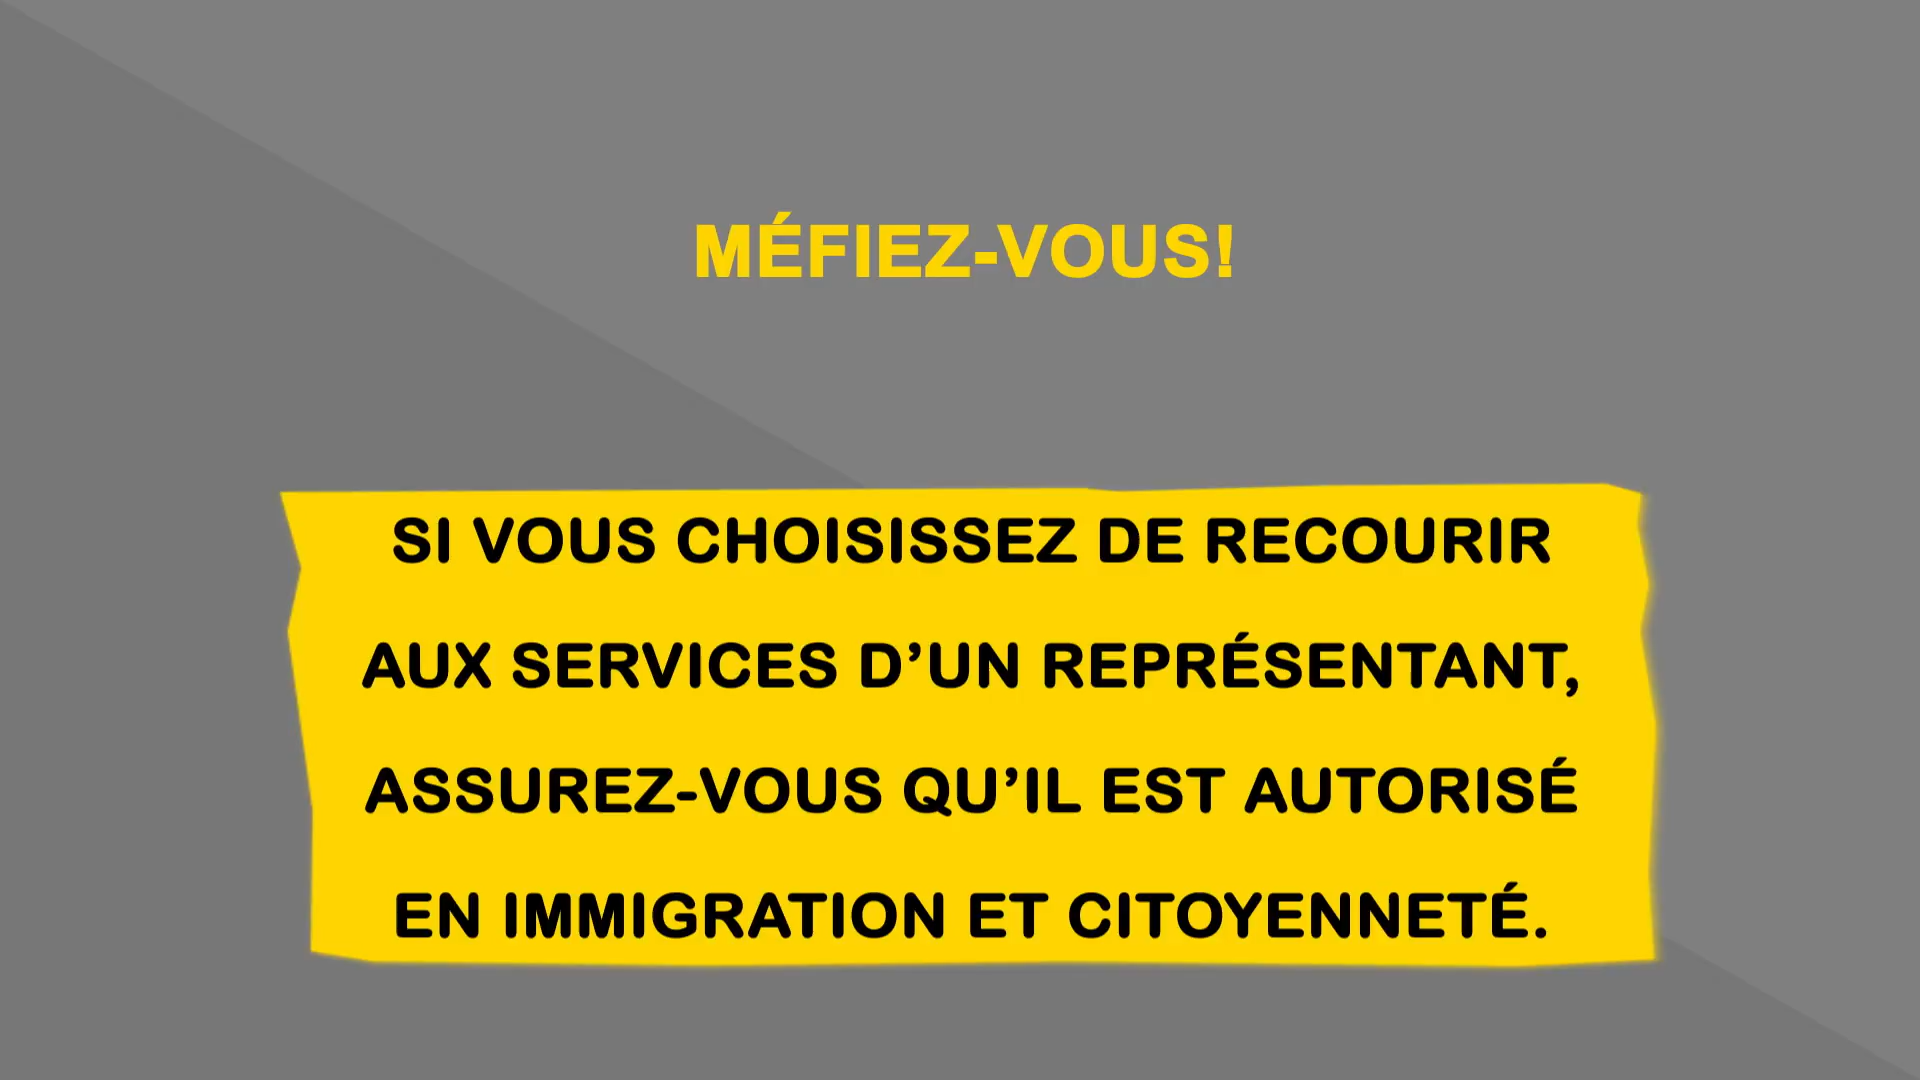 MÉFIEZ-VOUS!
SI VOUS CHOISISSEZ DE RECOURIR
AUX SERVICES D’UN REPRÉSENTANT,
ASSUREZ-VOUS QU’IL EST AUTORISÉ
EN IMMIGRATION ET CITOYENNETÉ.